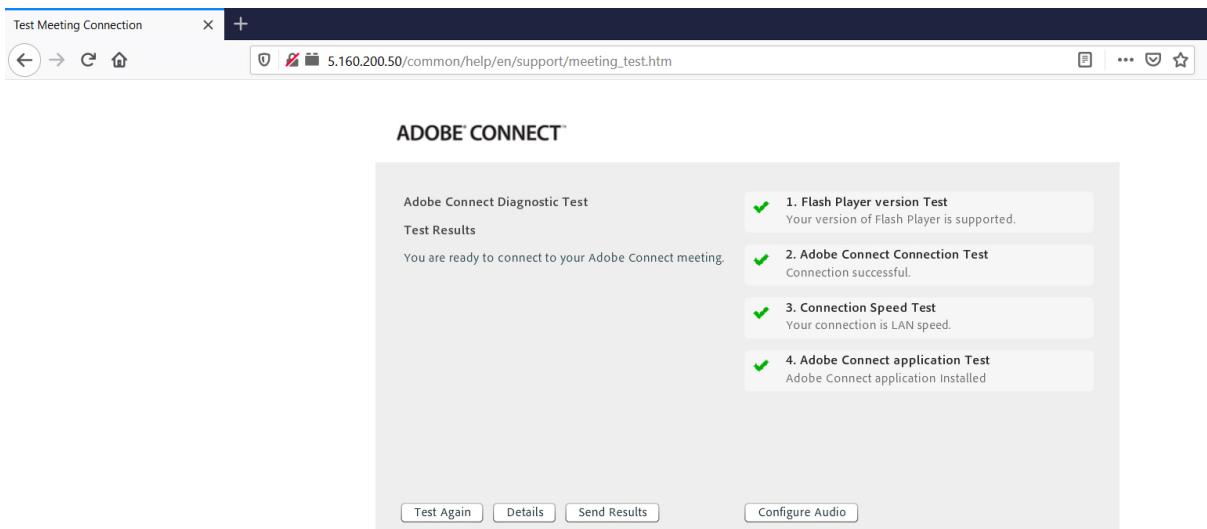 Test Meeting Connection
5.160.200.50/common/help/en/support/meeting_test.htm
ADOBE® CONNECT™
Adobe Connect Diagnostic Test
Test Results
You are ready to connect to your Adobe Connect meeting.
1. Flash Player version Test
Your version of Flash Player is supported.
2. Adobe Connect Connection Test
Connection successful.
3. Connection Speed Test
Your connection is LAN speed.
4. Adobe Connect application Test
Adobe Connect application Installed
Test Again Details Send Results Configure Audio